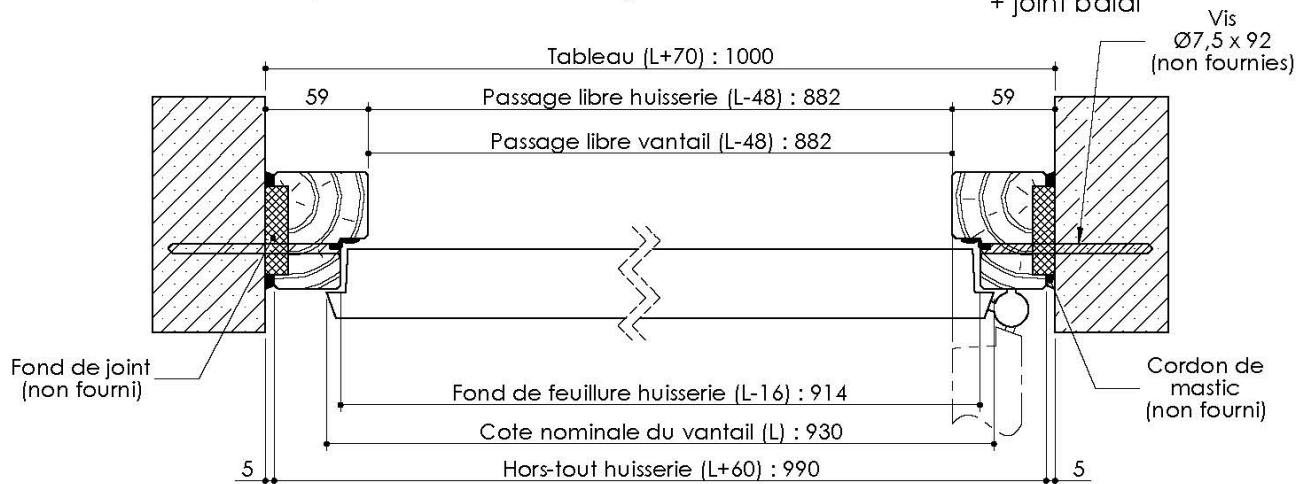 + joint balai
Vis
Ø7,5 x 92
(non fournies)
Tableau (L+70) : 1000
59
Passage libre huisserie (L-48) : 882
59
Passage libre vantail (L-48) : 882
Fond de joint
(non fourni)
Cordon de
mastic
(non fourni)
Fond de feuillure huisserie (L-16) : 914
Cote nominale du vantail (L) : 930
5
Hors-tout huisserie (L+60) : 990
5